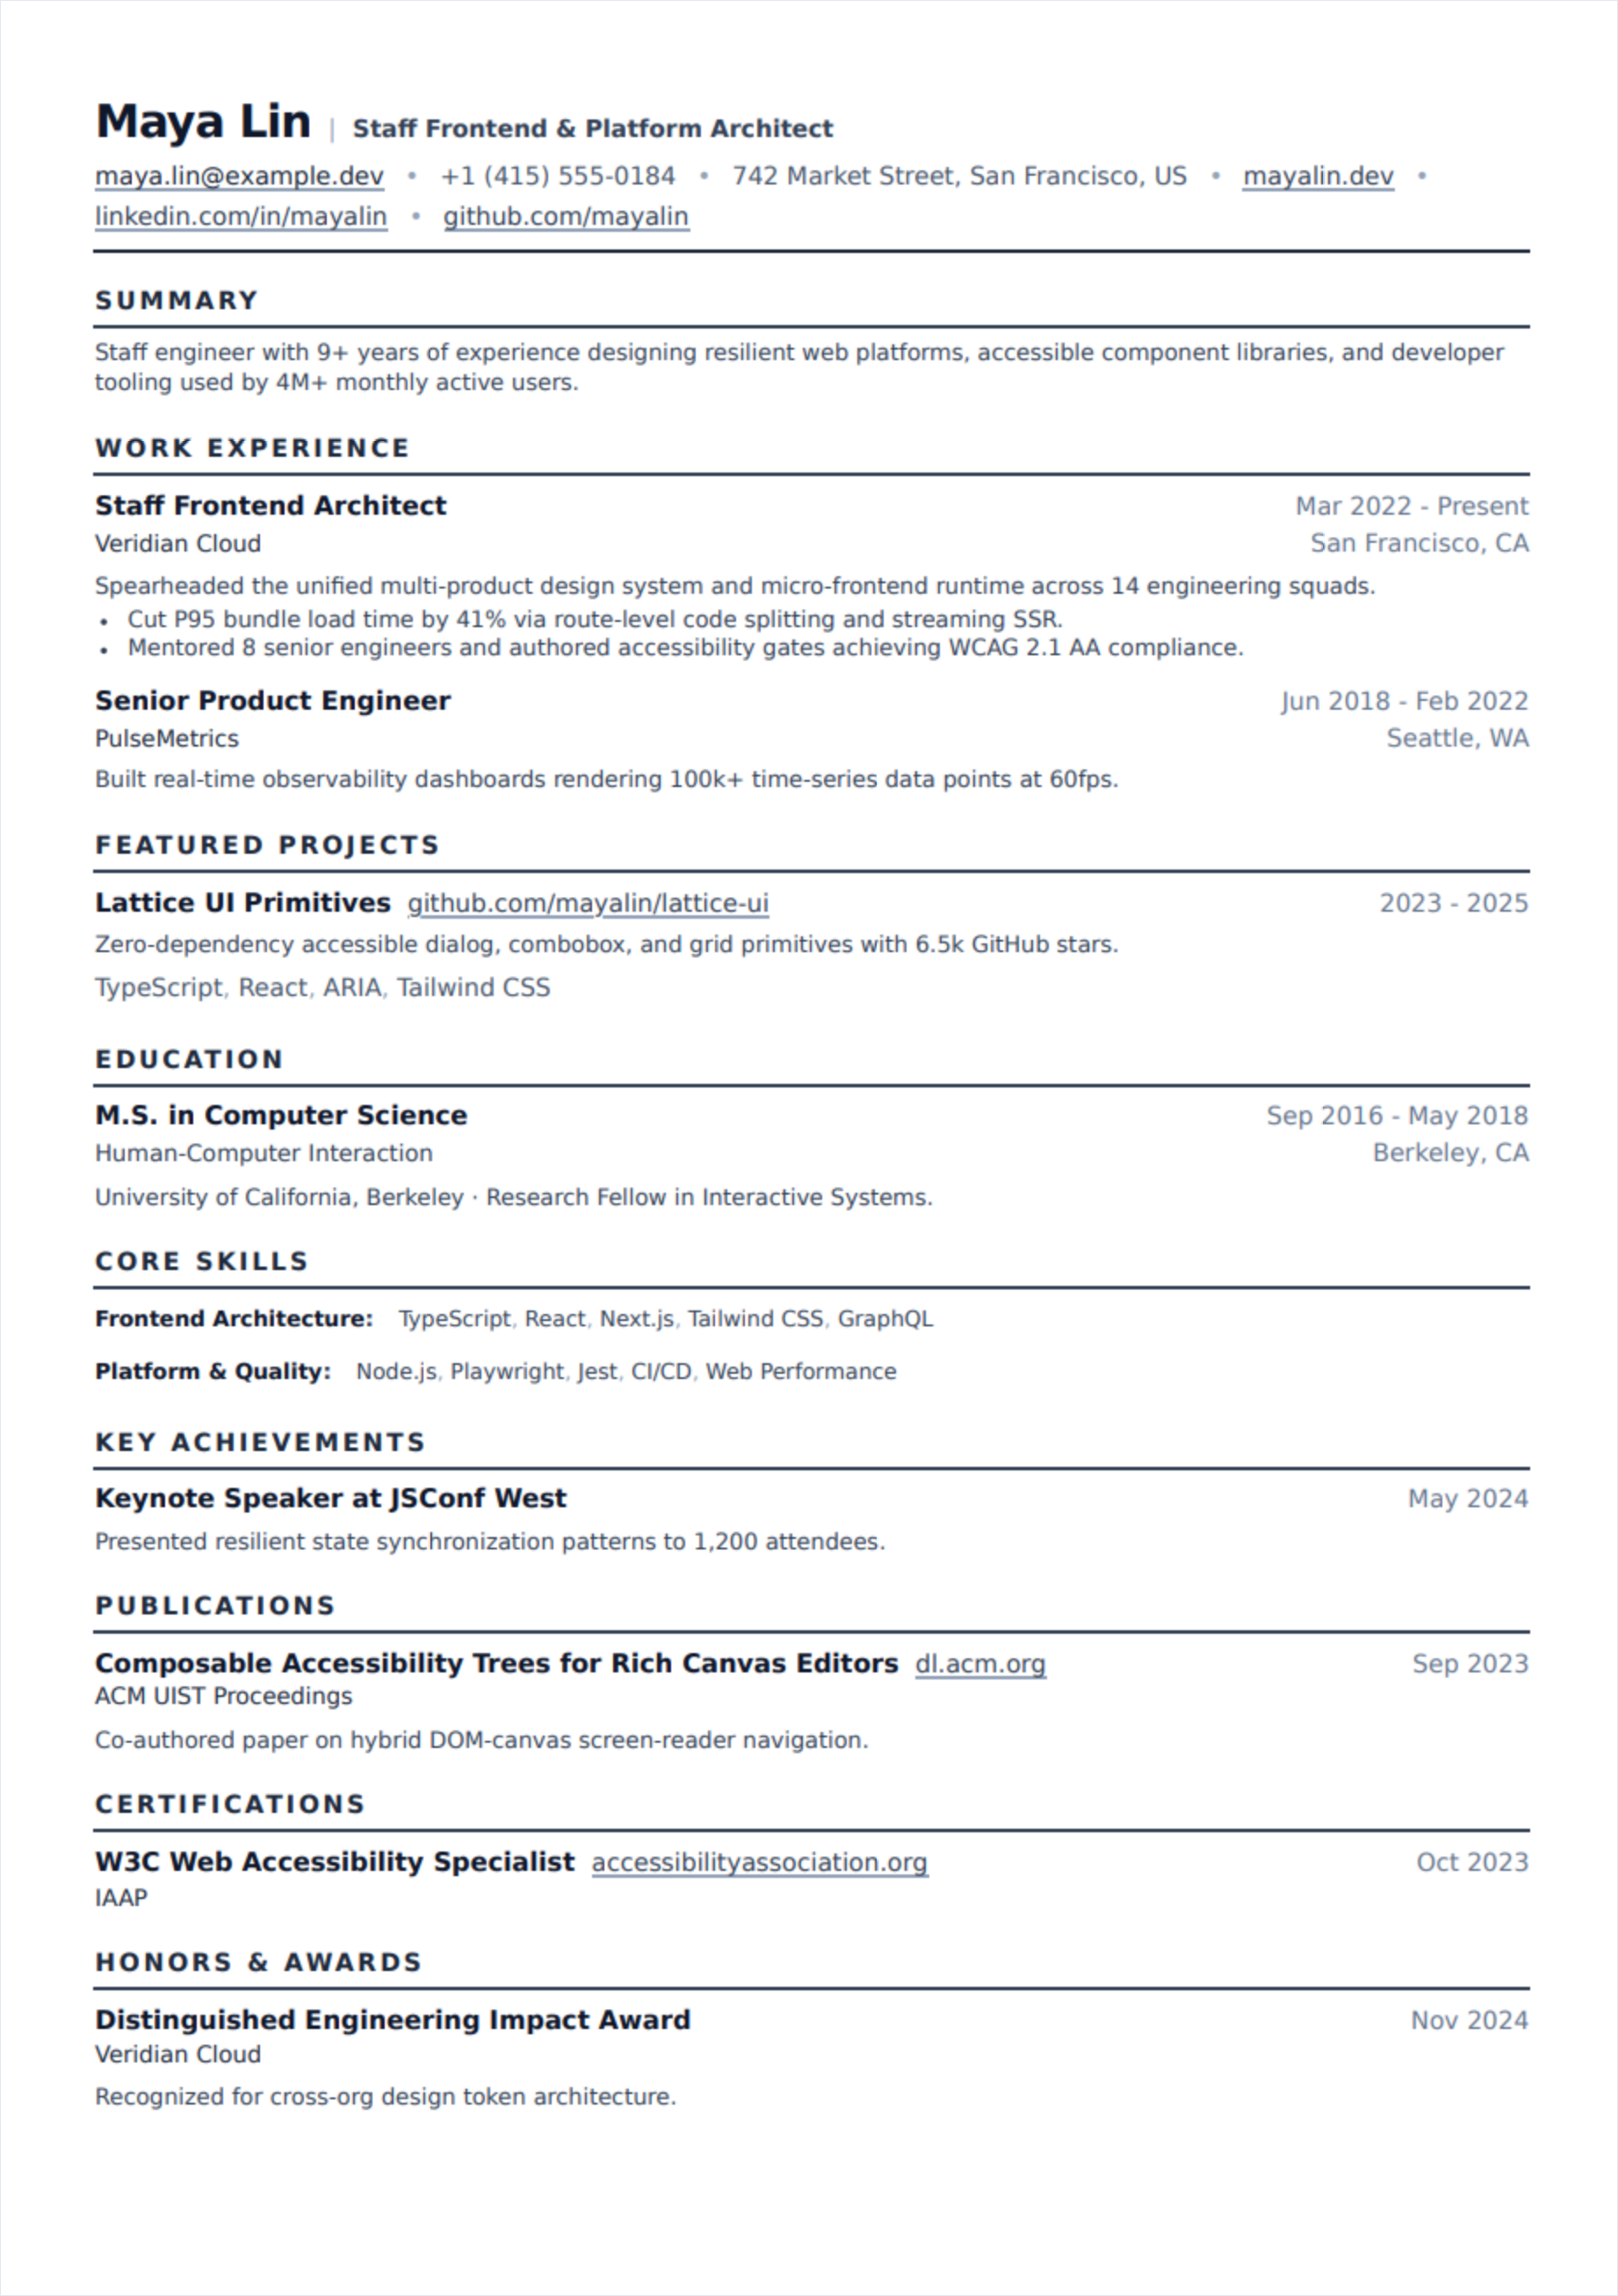 Maya Lin | Staff Frontend & Platform Architect
maya.lin@example.dev • +1 (415) 555-0184 • 742 Market Street, San Francisco, US • mayalin.dev •
linkedin.com/in/mayalin • github.com/mayalin
SUMMARY
Staff engineer with 9+ years of experience designing resilient web platforms, accessible component libraries, and developer
tooling used by 4M+ monthly active users.
WORK EXPERIENCE
Staff Frontend Architect Mar 2022 - Present
Veridian Cloud San Francisco, CA
Spearheaded the unified multi-product design system and micro-frontend runtime across 14 engineering squads.
• Cut P95 bundle load time by 41% via route-level code splitting and streaming SSR.
• Mentored 8 senior engineers and authored accessibility gates achieving WCAG 2.1 AA compliance.
Senior Product Engineer Jun 2018 - Feb 2022
PulseMetrics Seattle, WA
Built real-time observability dashboards rendering 100k+ time-series data points at 60fps.
FEATURED PROJECTS
Lattice UI Primitives github.com/mayalin/lattice-ui 2023 - 2025
Zero-dependency accessible dialog, combobox, and grid primitives with 6.5k GitHub stars.
TypeScript, React, ARIA, Tailwind CSS
EDUCATION
M.S. in Computer Science Sep 2016 - May 2018
Human-Computer Interaction Berkeley, CA
University of California, Berkeley · Research Fellow in Interactive Systems.
CORE SKILLS
Frontend Architecture: TypeScript, React, Next.js, Tailwind CSS, GraphQL
Platform & Quality: Node.js, Playwright, Jest, CI/CD, Web Performance
KEY ACHIEVEMENTS
Keynote Speaker at JSConf West May 2024
Presented resilient state synchronization patterns to 1,200 attendees.
PUBLICATIONS
Composable Accessibility Trees for Rich Canvas Editors dl.acm.org Sep 2023
ACM UIST Proceedings
Co-authored paper on hybrid DOM-canvas screen-reader navigation.
CERTIFICATIONS
W3C Web Accessibility Specialist accessibilityassociation.org Oct 2023
IAAP
HONORS & AWARDS
Distinguished Engineering Impact Award Nov 2024
Veridian Cloud
Recognized for cross-org design token architecture.